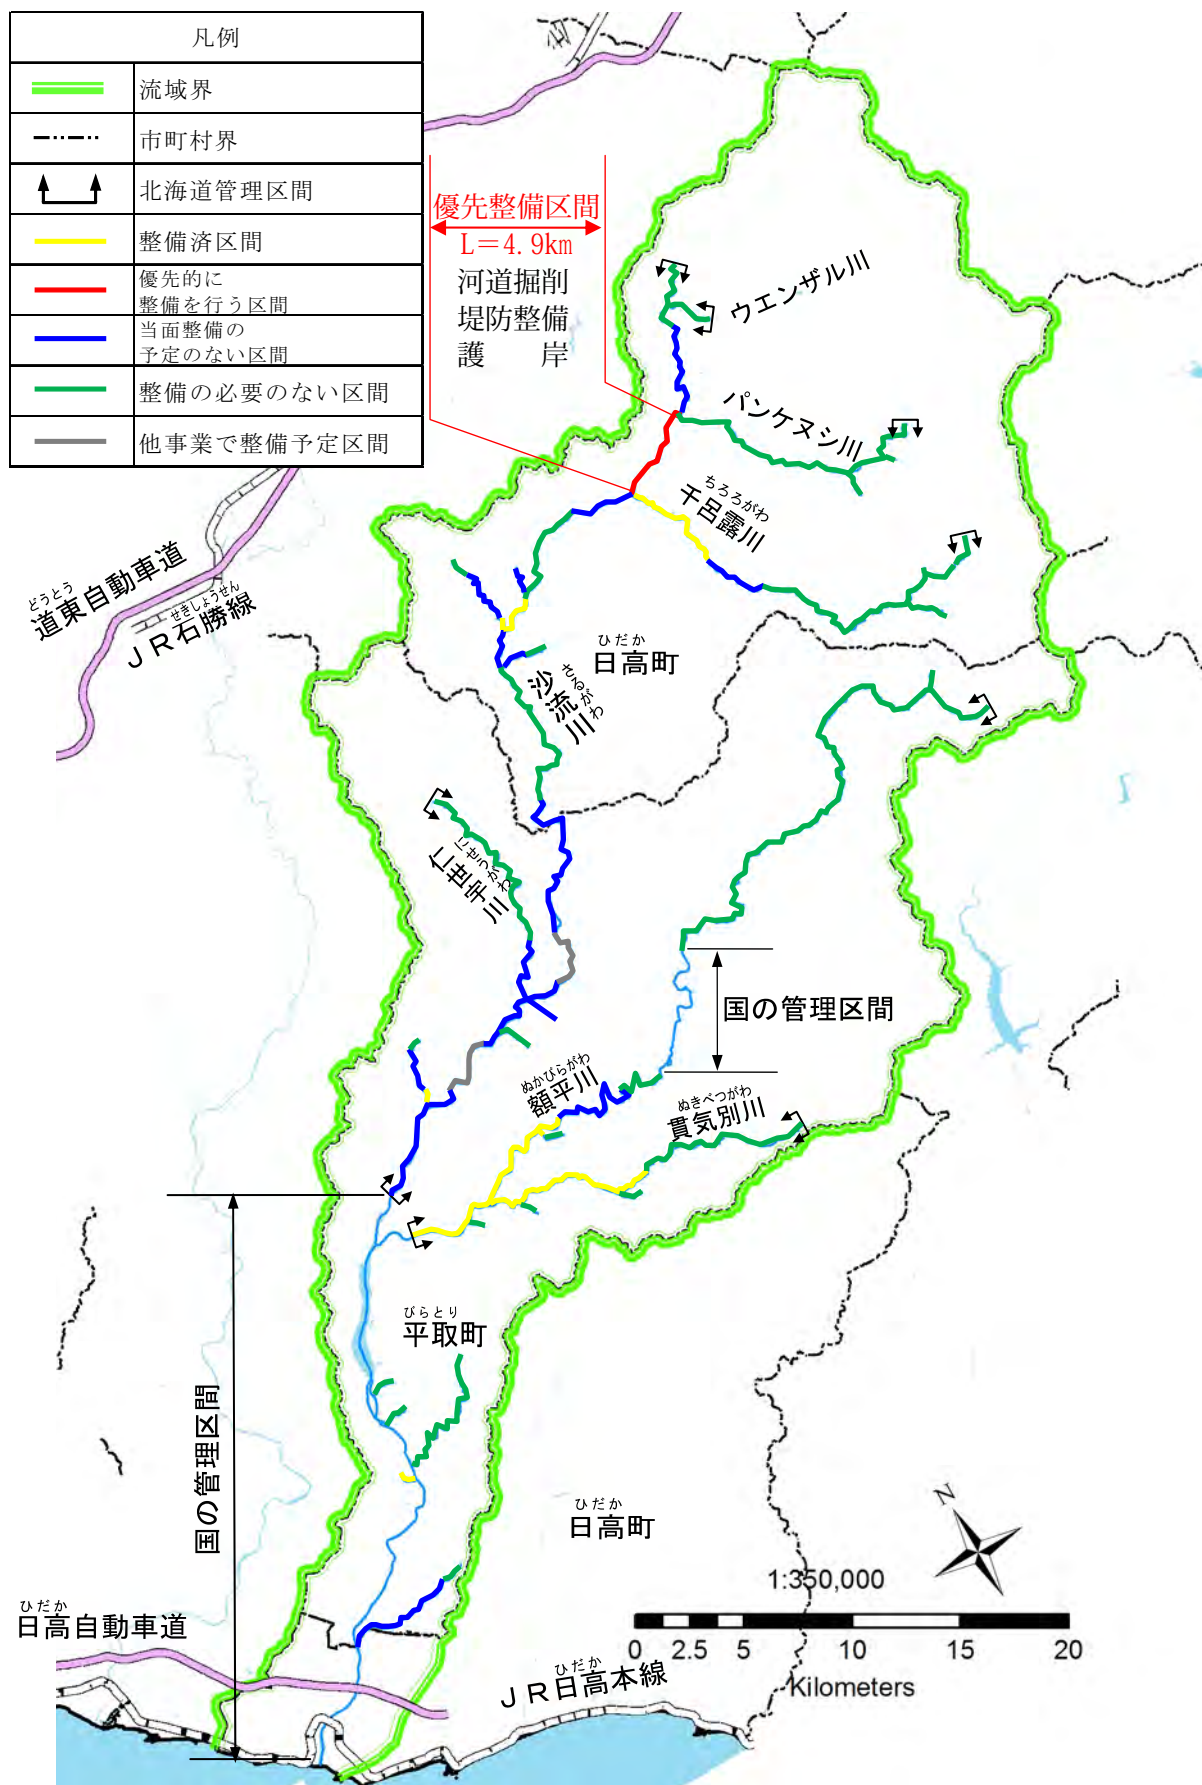 凡例
流域界
市町村界
北海道管理区間
整備済区間
優先的に
整備を行う区間
当面整備の
予定のない区間
整備の必要のない区間
他事業で整備予定区間
優先整備区間
L=4.9km
河道掘削
堤防整備
護　　岸
ウエンザル川
パンケヌシ川
ちろろがわ
千呂露川
どうとう
道東自動車道
せきしょうせん
JR石勝線
ひだか
日高町
さるがわ
沙流川
にせうがわ
仁世宇川
国の管理区間
ぬかびらがわ
額平川
ぬきべつがわ
貫気別川
びらとり
平取町
国の管理区間
ひだか
日高町
N
1:350,000
0 2.5 5 10 15 20
Kilometers
ひだか
日高自動車道
ひだか
JR日高本線